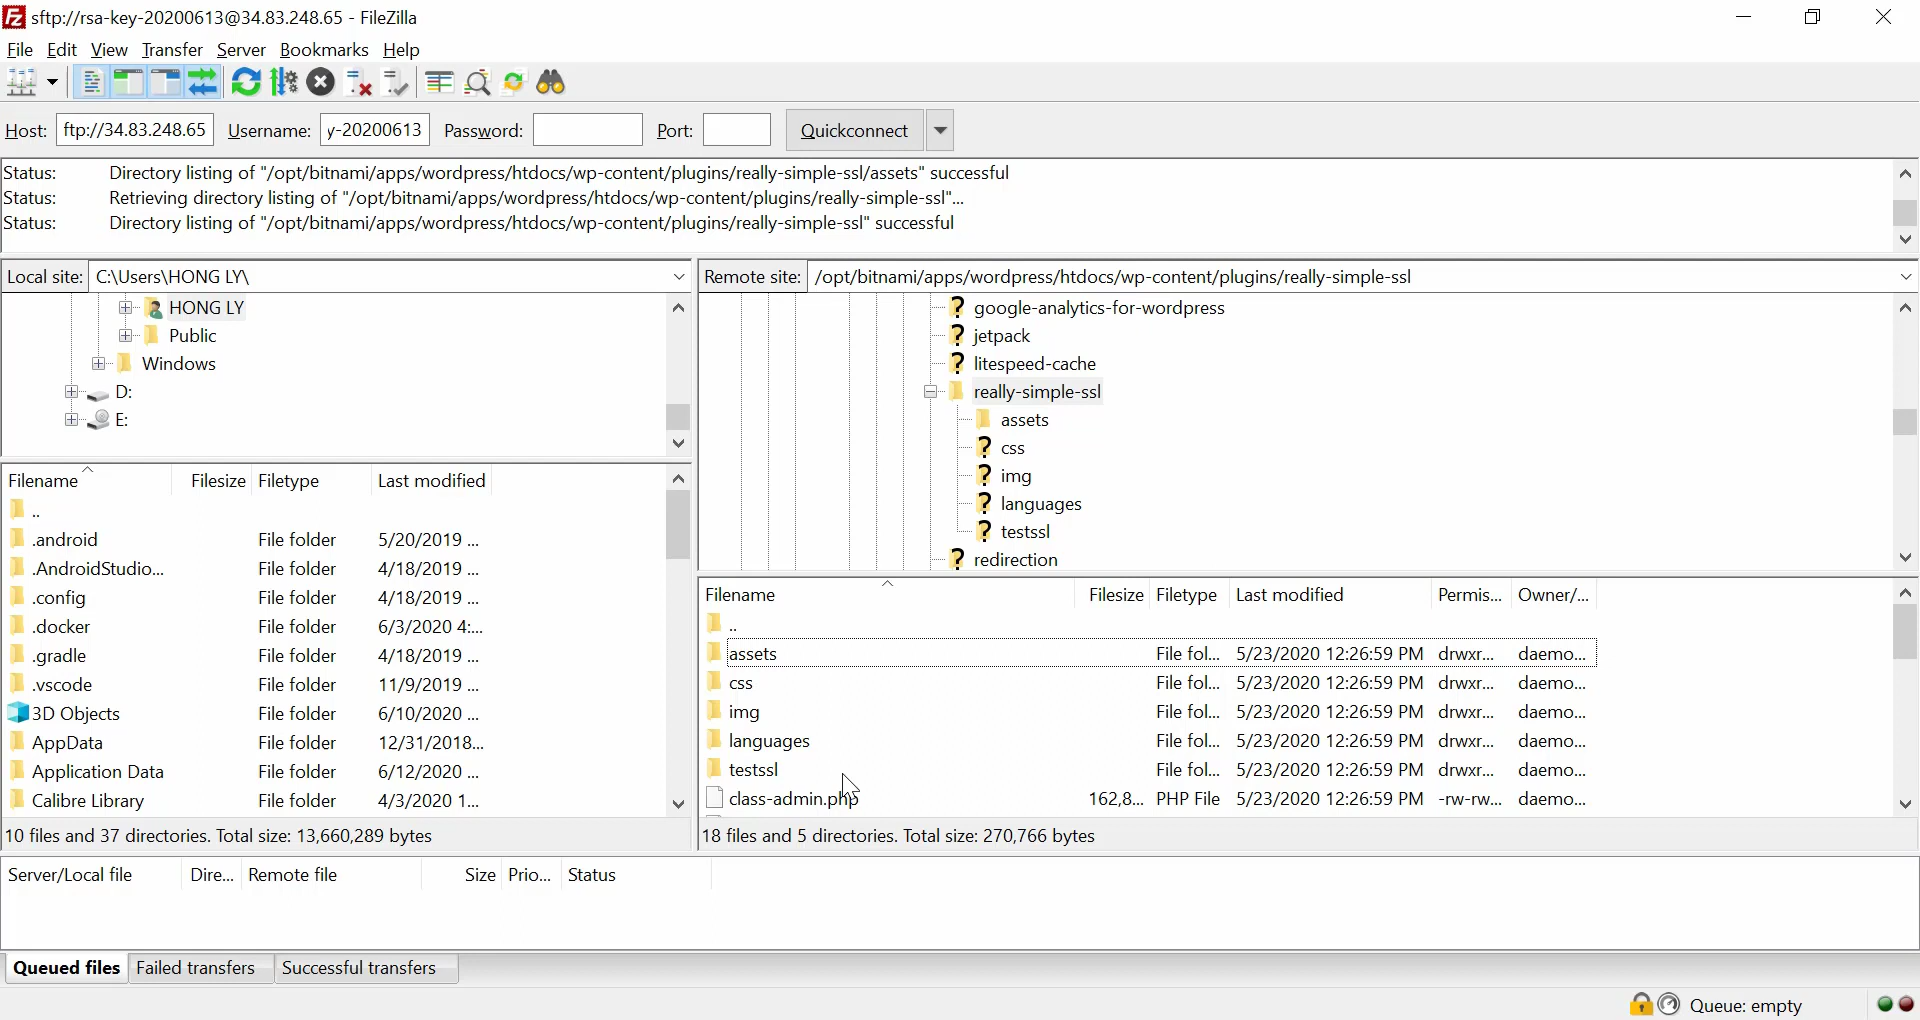 sftp://rsa-key-20200613@34.83.248.65 - FileZilla
File Edit View Transfer Server Bookmarks Help
Host: ftp://34.83.248.65 Username: y-20200613 Password: Port: Quickconnect
Status: Directory listing of "/opt/bitnami/apps/wordpress/htdocs/wp-content/plugins/really-simple-ssl/assets" successful
Status: Retrieving directory listing of "/opt/bitnami/apps/wordpress/htdocs/wp-content/plugins/really-simple-ssl"...
Status: Directory listing of "/opt/bitnami/apps/wordpress/htdocs/wp-content/plugins/really-simple-ssl" successful
Local site: C:\Users\HONG LY\
HONG LY
Public
Windows
D:
E:
Filename Filesize Filetype Last modified
..
.android File folder 5/20/2019 ...
.AndroidStudio... File folder 4/18/2019 ...
.config File folder 4/18/2019 ...
.docker File folder 6/3/2020 4:...
.gradle File folder 4/18/2019 ...
.vscode File folder 11/9/2019 ...
3D Objects File folder 6/10/2020 ...
AppData File folder 12/31/2018...
Application Data File folder 6/12/2020 ...
Calibre Library File folder 4/3/2020 1...
10 files and 37 directories. Total size: 13,660,289 bytes
Remote site: /opt/bitnami/apps/wordpress/htdocs/wp-content/plugins/really-simple-ssl
google-analytics-for-wordpress
jetpack
litespeed-cache
really-simple-ssl
assets
css
img
languages
testssl
redirection
Filename Filesize Filetype Last modified Permis... Owner/...
..
assets File fol... 5/23/2020 12:26:59 PM drwxr... daemo...
css File fol... 5/23/2020 12:26:59 PM drwxr... daemo...
img File fol... 5/23/2020 12:26:59 PM drwxr... daemo...
languages File fol... 5/23/2020 12:26:59 PM drwxr... daemo...
testssl File fol... 5/23/2020 12:26:59 PM drwxr... daemo...
class-admin.php 162,8... PHP File 5/23/2020 12:26:59 PM -rw-rw... daemo...
18 files and 5 directories. Total size: 270,766 bytes
Server/Local file Dire... Remote file Size Prio... Status
Queued files Failed transfers Successful transfers
Queue: empty